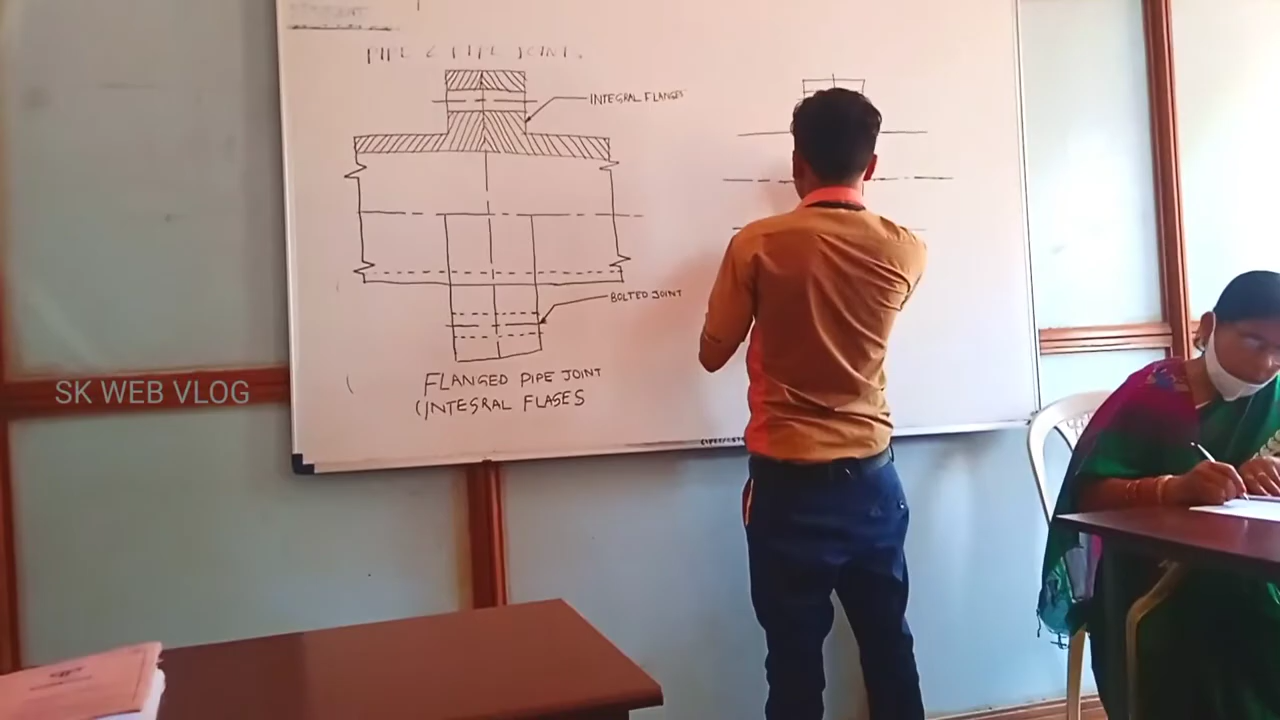 PIPE & PIPE JOINT.
INTEGRAL FLANGES
BOLTED JOINT
FLANGED PIPE JOINT
(INTEGRAL FLASES
SK WEB VLOG